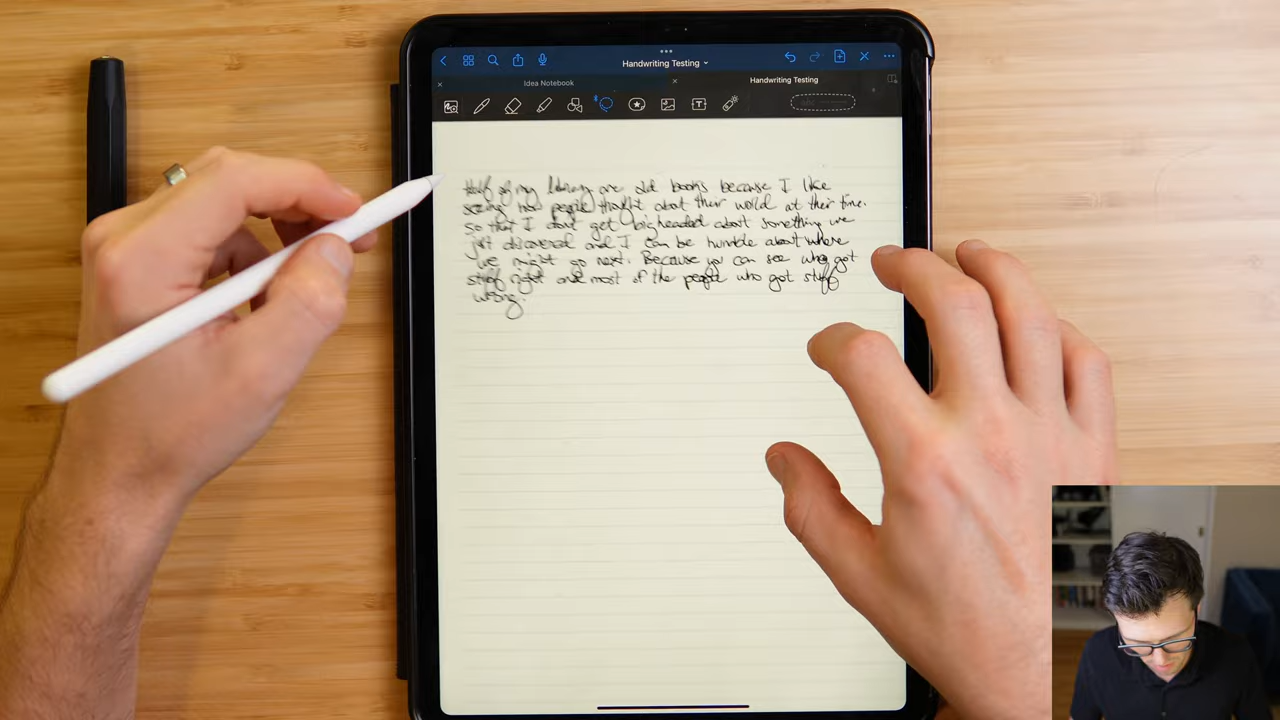 Handwriting Testing
Idea Notebook
Handwriting Testing
Half of my library are old books because I like
seeing how people thought about their world at their time.
So that I dont get bigheaded about something we
just discovered and I can be humble about where
we might go next. Because you can see who got
stuff right and most of the people who got stuff
wrong.